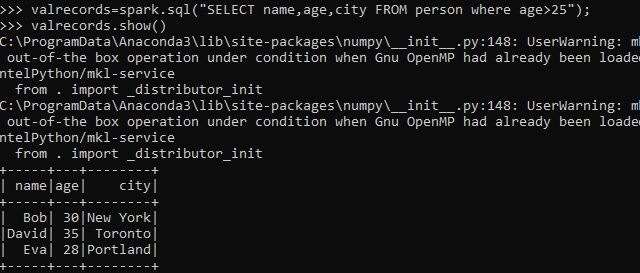 >>> valrecords=spark.sql("SELECT name,age,city FROM person where age>25");
>>> valrecords.show()
C:\ProgramData\Anaconda3\lib\site-packages\numpy\__init__.py:148: UserWarning: mk
 out-of-the box operation under condition when Gnu OpenMP had already been loade
ntelPython/mkl-service
  from . import _distributor_init
C:\ProgramData\Anaconda3\lib\site-packages\numpy\__init__.py:148: UserWarning: mk
 out-of-the box operation under condition when Gnu OpenMP had already been loade
ntelPython/mkl-service
  from . import _distributor_init
+-----+---+--------+
| name|age|    city|
+-----+---+--------+
|  Bob| 30|New York|
|David| 35| Toronto|
|  Eva| 28|Portland|
+-----+---+--------+